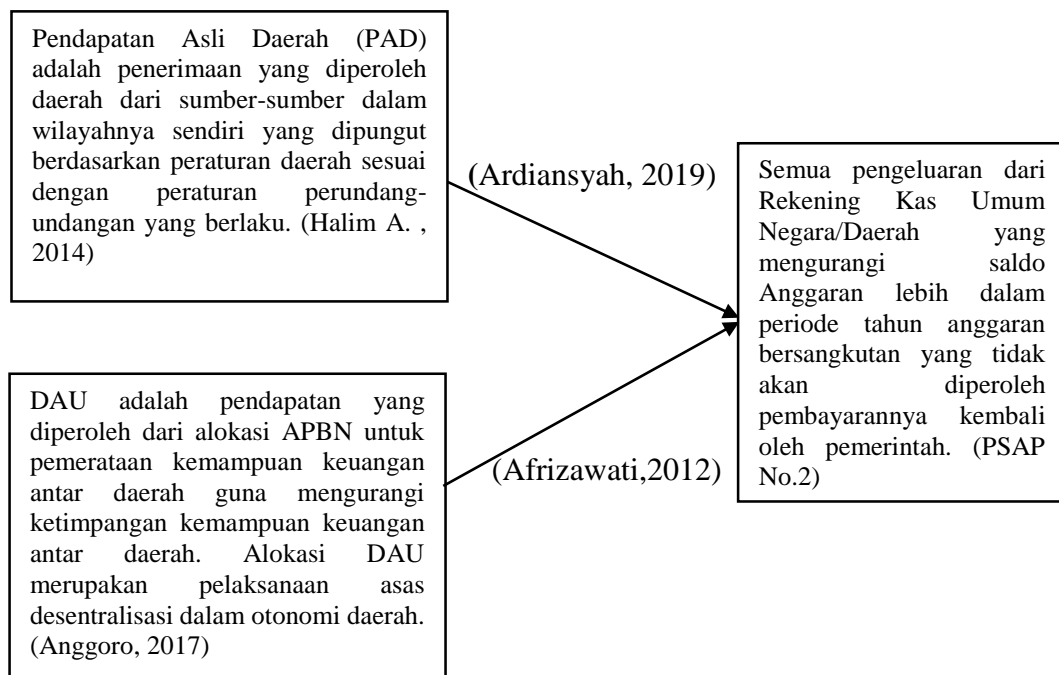 Pendapatan Asli Daerah (PAD)
adalah penerimaan yang diperoleh
daerah dari sumber-sumber dalam
wilayahnya sendiri yang dipungut
berdasarkan peraturan daerah sesuai
dengan peraturan perundang-
undangan yang berlaku. (Halim A. ,
2014)
(Ardiansyah, 2019)
DAU adalah pendapatan yang
diperoleh dari alokasi APBN untuk
pemerataan kemampuan keuangan
antar daerah guna mengurangi
ketimpangan kemampuan keuangan
antar daerah. Alokasi DAU
merupakan pelaksanaan asas
desentralisasi dalam otonomi daerah.
(Anggoro, 2017)
(Afrizawati,2012)
Semua pengeluaran dari
Rekening Kas Umum
Negara/Daerah yang
mengurangi saldo
Anggaran lebih dalam
periode tahun anggaran
bersangkutan yang tidak
akan diperoleh
pembayarannya kembali
oleh pemerintah. (PSAP
No.2)